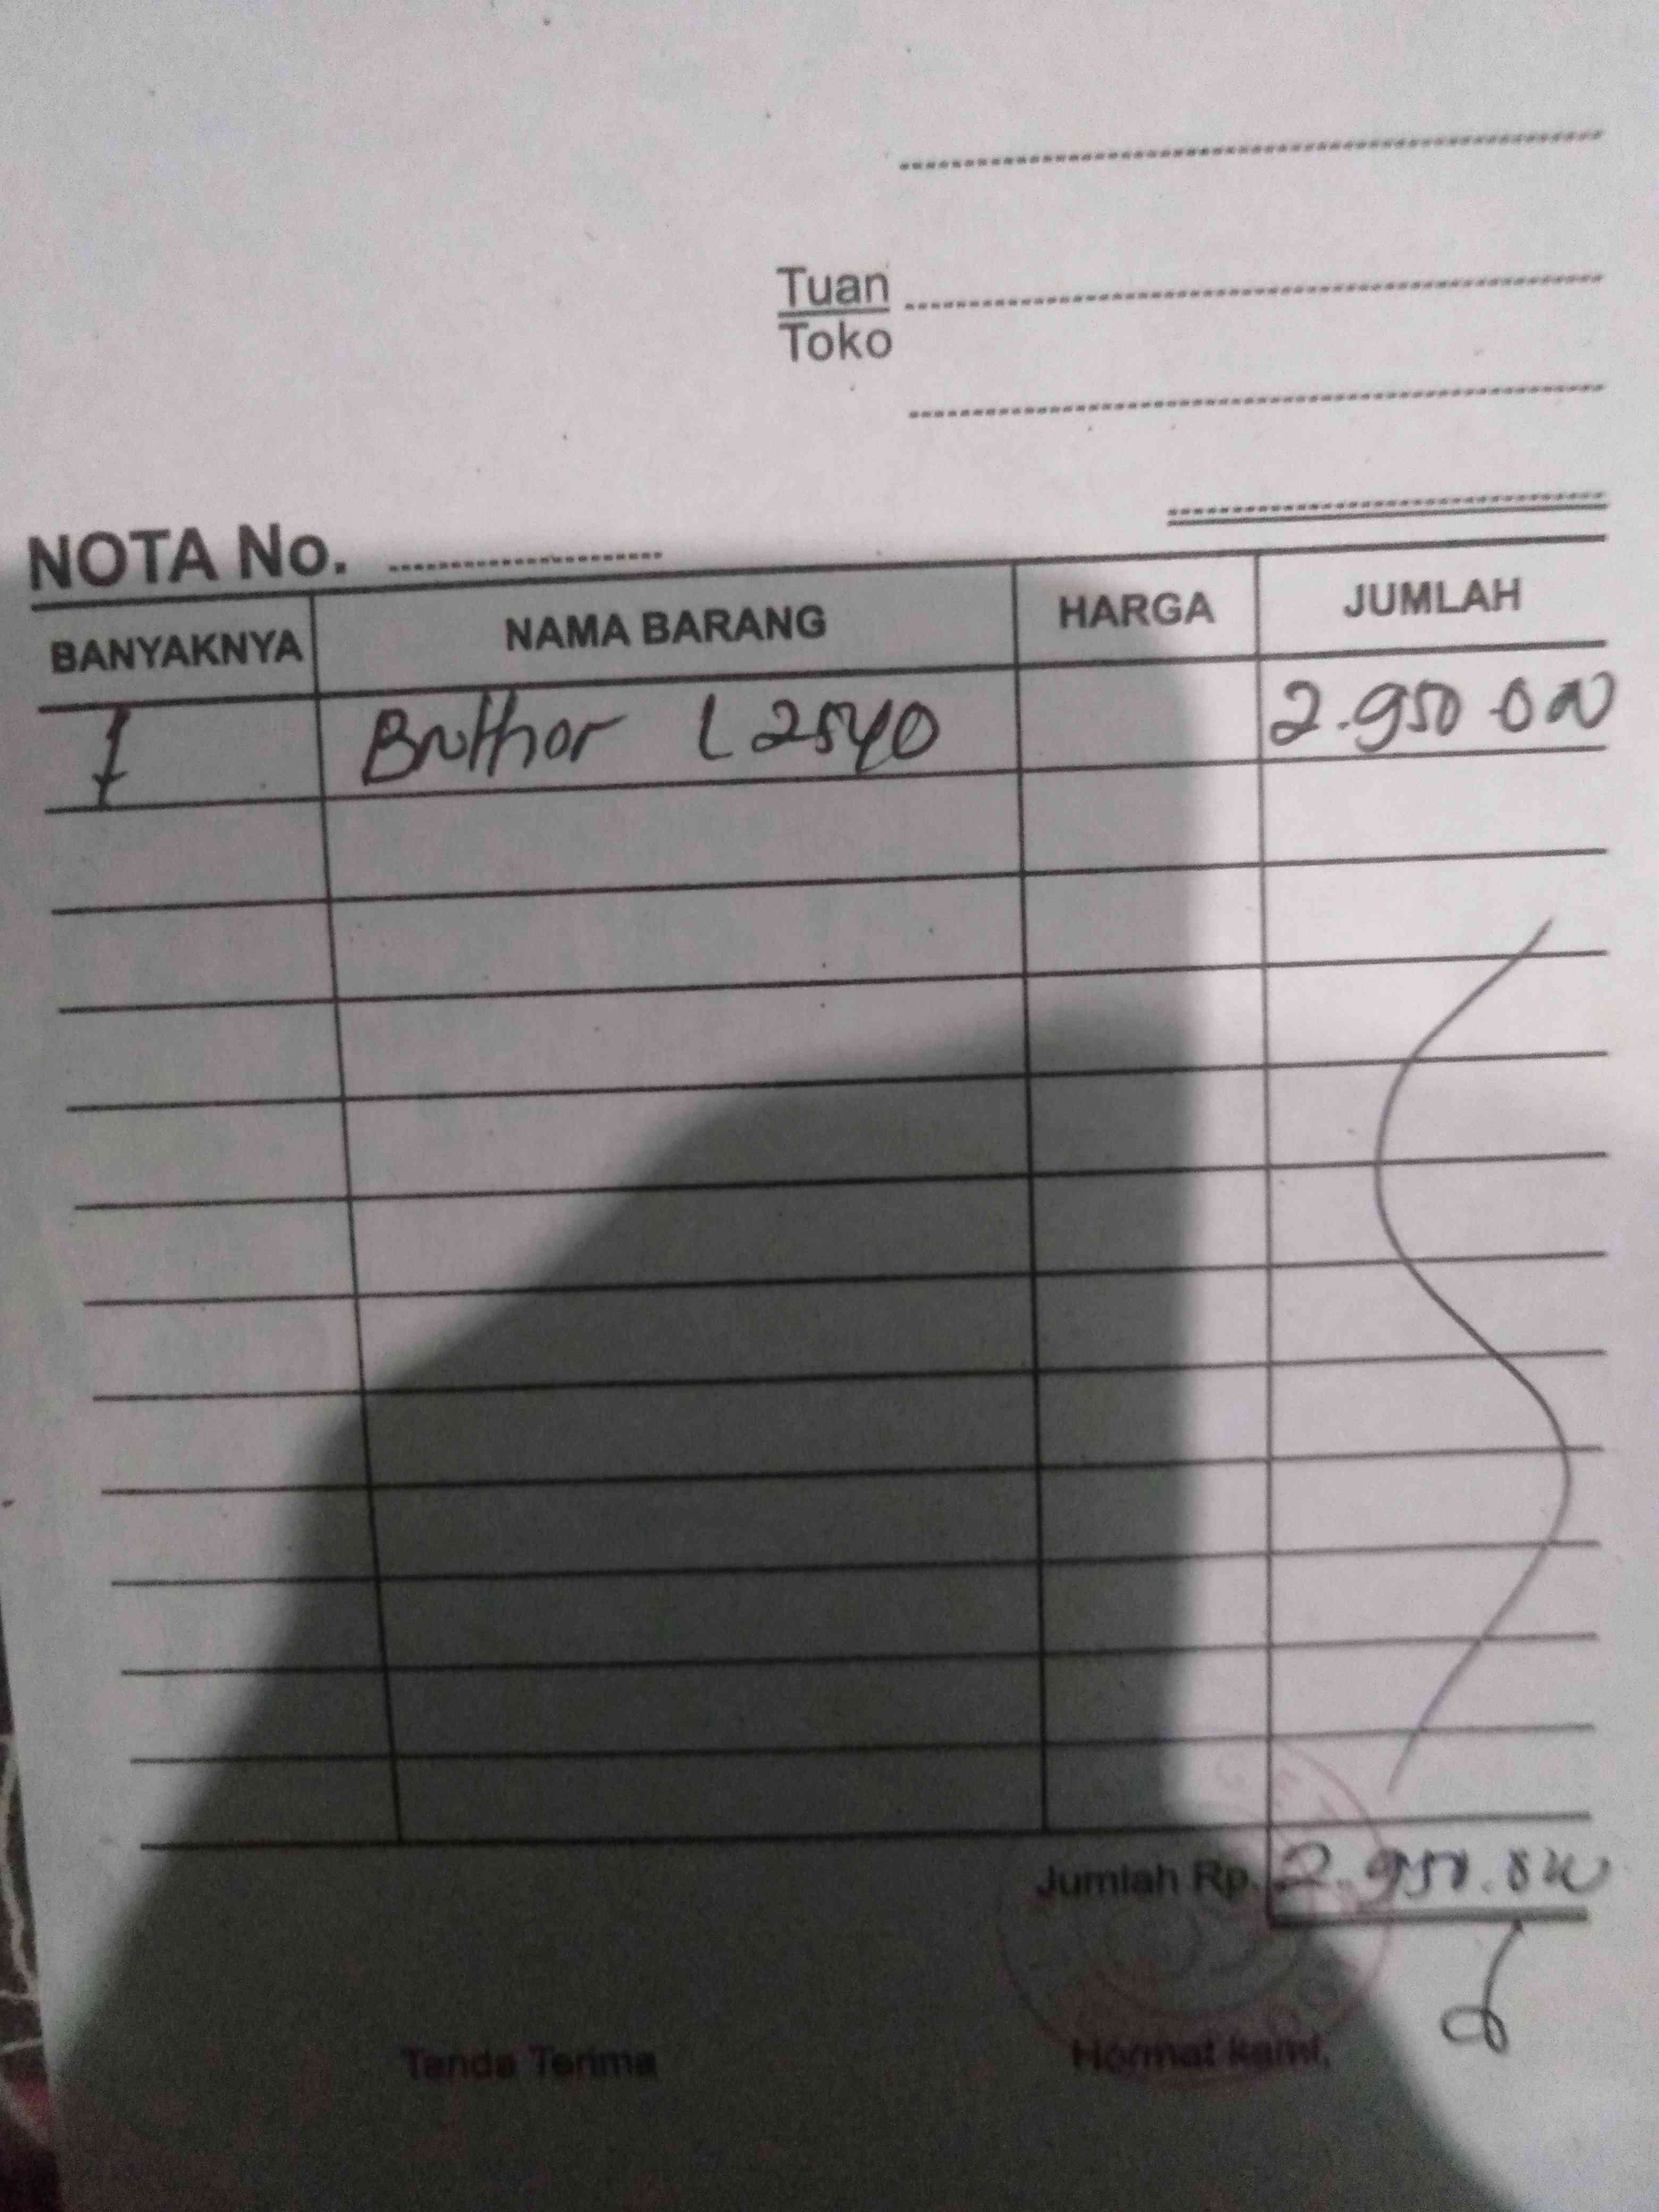 Tuan
Toko
NOTA No.
BANYAKNYA NAMA BARANG HARGA JUMLAH
1 Brothor L2540 2.950.000
Jumlah Rp. 2.950.000
Tanda Terima Hormat kami,